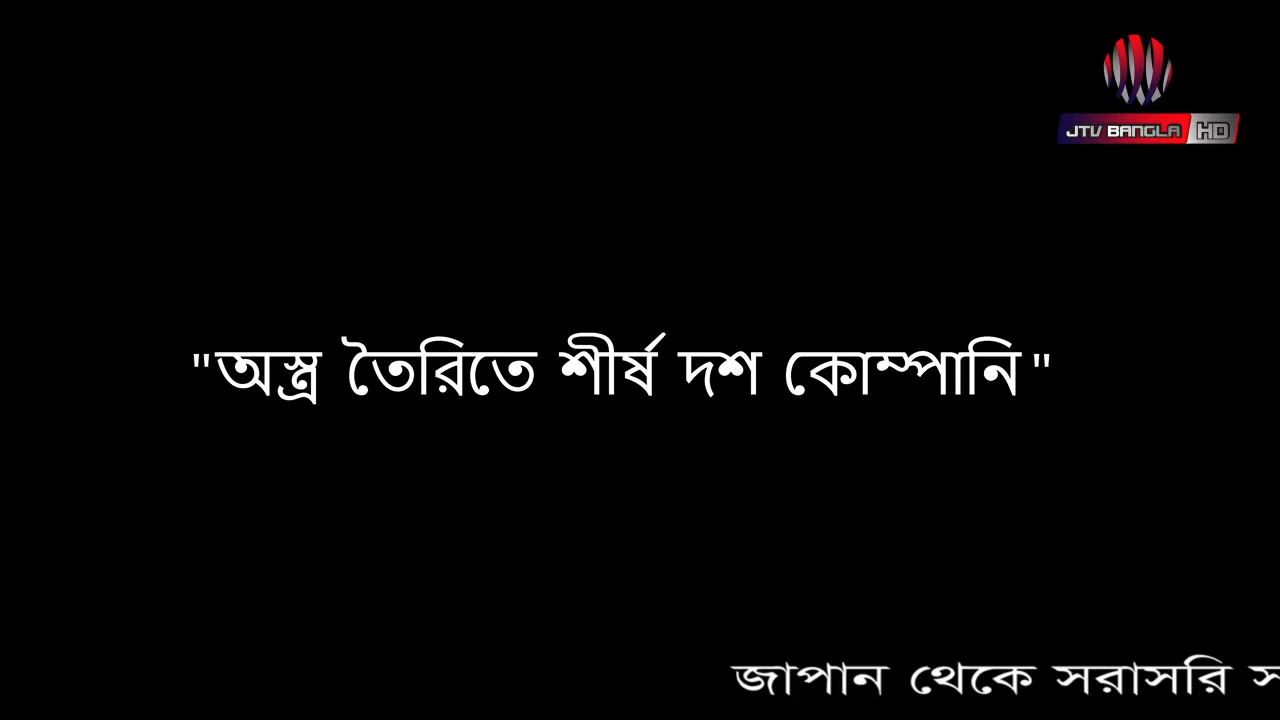 JTV BANGLA HD
"অস্ত্র তৈরিতে শীর্ষ দশ কোম্পানি"
জাপান থেকে সরাসরি